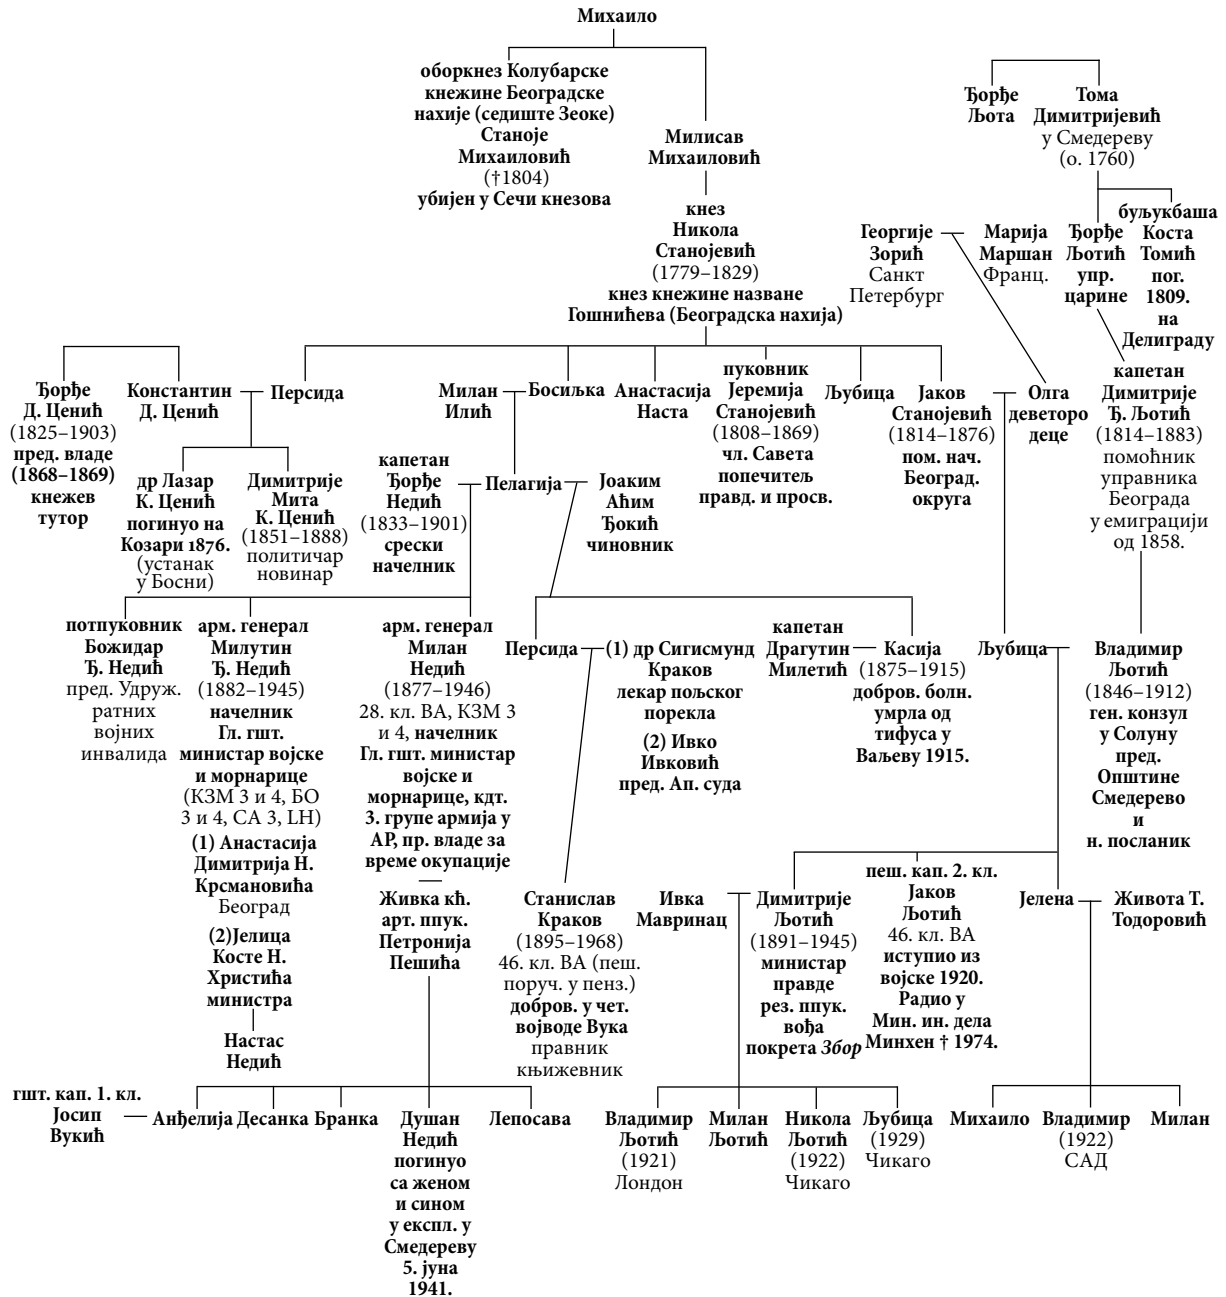 Михаило
оборкнез Колубарске
кнежине Београдске
нахије (седиште Зеоке)
Станоје
Михаиловић
(†1804)
убијен у Сечи кнезова
Милисав
Михаиловић
Ђорђе
Љота
Тома
Димитријевић
у Смедереву
(о. 1760)
кнез
Никола
Станојевић
(1779–1829)
кнез кнежине назване
Гошнићева (Београдска нахија)
Георгије
Зорић
Санкт
Петербург
Марија
Маршан
Франц.
Ђорђе
Љотић
упр.
царине
буљукбаша
Коста
Томић
пог.
1809.
на
Делиграду
Ђорђе
Д. Ценић
(1825–1903)
пред. владе
(1868–1869)
кнежев
тутор
Константин
Д. Ценић
Персида
Милан
Илић
Босиљка
Анастасија
Наста
пуковник
Јеремија
Станојевић
(1808–1869)
чл. Савета
попечитељ
правд. и просв.
Љубица
Јаков
Станојевић
(1814–1876)
пом. нач.
Београд.
округа
Олга
деветоро
деце
капетан
Димитрије
Ђ. Љотић
(1814–1883)
помоћник
управника
Београда
у емиграцији
од 1858.
др Лазар
К. Ценић
погинуо на
Козари 1876.
(устанак
у Босни)
Димитрије
Мита
К. Ценић
(1851–1888)
политичар
новинар
капетан
Ђорђе
Недић
(1833–1901)
срески
начелник
Пелагија
Јоаким
Аћим
Ђокић
чиновник
потпуковник
Божидар
Ђ. Недић
пред. Удруж.
ратних
војних
инвалида
арм. генерал
Милутин
Ђ. Недић
(1882–1945)
начелник
Гл. гшт.
министар војске
и морнарице
(КЗМ 3 и 4, БО
3 и 4, СА 3, LH)
(1) Анастасија
Димитрија Н.
Крсмановића
Београд
(2)Јелица
Косте Н.
Христића
министра
Настас
Недић
арм. генерал
Милан
Недић
(1877–1946)
28. кл. ВА, КЗМ 3
и 4, начелник
Гл. гшт. министар
војске и
морнарице, кдт.
3. групе армија у
АР, пр. владе за
време окупације
Живка кћ.
арт. ппук.
Петронија
Пешића
Персида
(1) др Сигисмунд
Краков
лекар пољског
порекла
(2) Ивко
Ивковић
пред. Ап. суда
капетан
Драгутин
Милетић
Касија
(1875–1915)
добров. болн.
умрла од
тифуса у
Ваљеву 1915.
Љубица
Владимир
Љотић
(1846–1912)
ген. конзул
у Солуну
пред.
Општине
Смедерево
и
н. посланик
Станислав
Краков
(1895–1968)
46. кл. ВА (пеш.
поруч. у пенз.)
добров. у чет.
војводе Вука
правник
књижевник
Ивка
Мавринац
Димитрије
Љотић
(1891–1945)
министар
правде
рез. ппук.
вођа
покрета Збор
пеш. кап. 2. кл.
Јаков
Љотић
46. кл. ВА
иступио из
војске 1920.
Радио у
Мин. ин. дела
Минхен † 1974.
Јелена
Живота Т.
Тодоровић
гшт. кап. 1. кл.
Јосип
Вукић
Анђелија
Десанка
Бранка
Душан
Недић
погинуо
са женом
и сином
у експл. у
Смедереву
5. јуна
1941.
Лепосава
Владимир
Љотић
(1921)
Лондон
Милан
Љотић
Никола
Љотић
(1922)
Чикаго
Љубица
(1929)
Чикаго
Михаило
Владимир
(1922)
САД
Милан